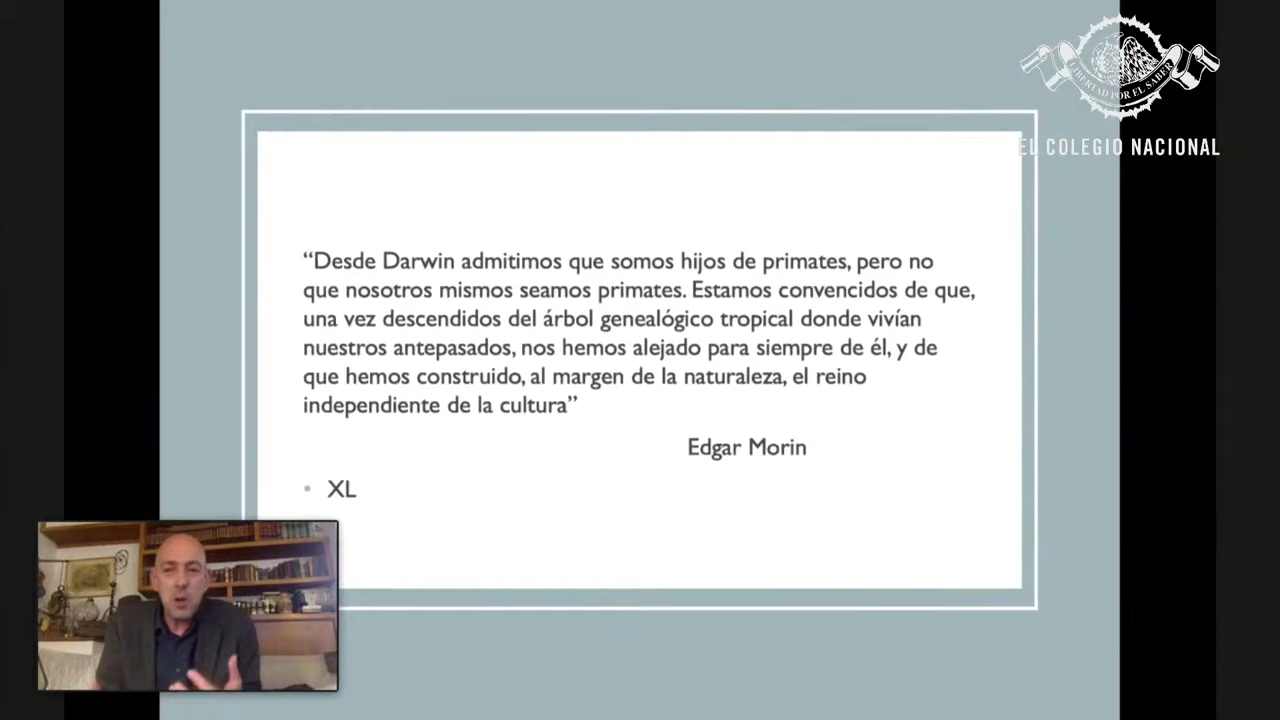 LIBERTAD POR EL SABER
EL COLEGIO NACIONAL
“Desde Darwin admitimos que somos hijos de primates, pero no
que nosotros mismos seamos primates. Estamos convencidos de que,
una vez descendidos del árbol genealógico tropical donde vivían
nuestros antepasados, nos hemos alejado para siempre de él, y de
que hemos construido, al margen de la naturaleza, el reino
independiente de la cultura”
Edgar Morin
• XL